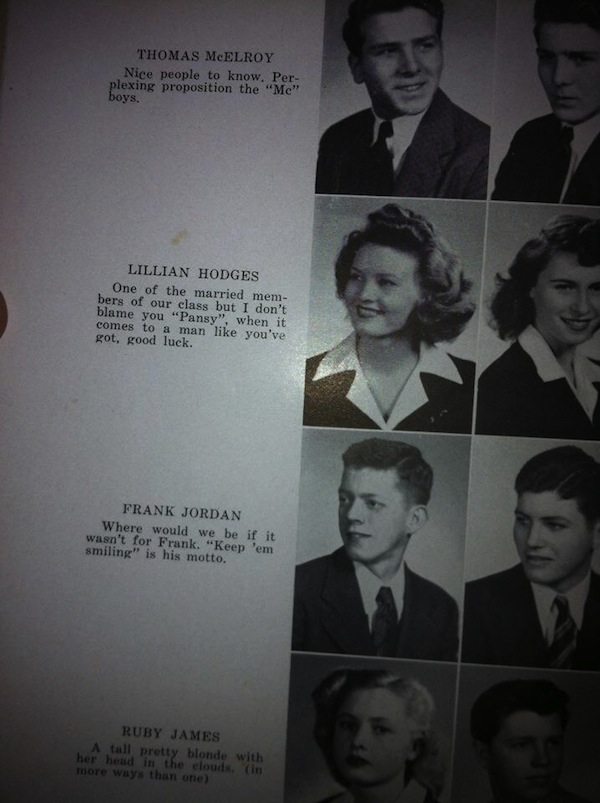 THOMAS McELROY
Nice people to know. Per-
plexing proposition the "Mc"
boys.
LILLIAN HODGES
One of the married mem-
bers of our class but I don't
blame you "Pansy", when it
comes to a man like you've
got, good luck.
FRANK JORDAN
Where would we be if it
wasn't for Frank. "Keep 'em
smiling" is his motto.
RUBY JAMES
A tall pretty blonde with
her head in the clouds. (in
more ways than one)